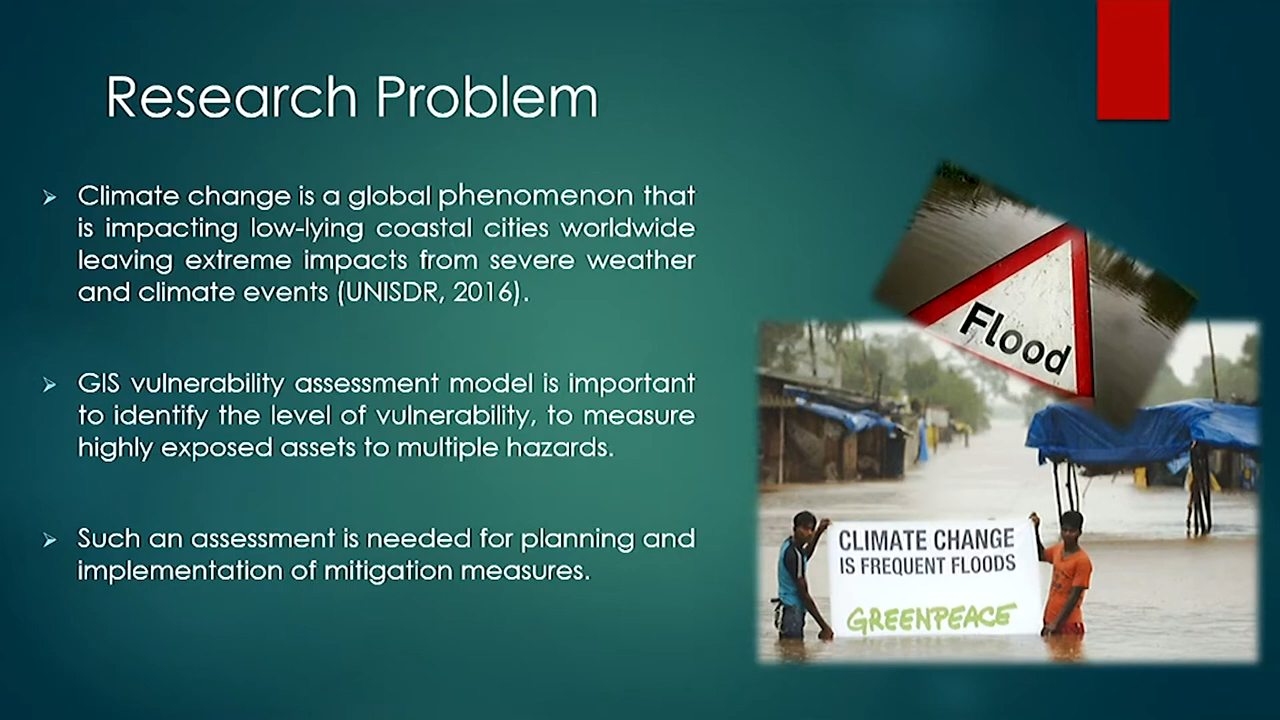 Research Problem
Climate change is a global phenomenon that
is impacting low-lying coastal cities worldwide
leaving extreme impacts from severe weather
and climate events (UNISDR, 2016).
GIS vulnerability assessment model is important
to identify the level of vulnerability, to measure
highly exposed assets to multiple hazards.
Such an assessment is needed for planning and
implementation of mitigation measures.
Flood
CLIMATE CHANGE
IS FREQUENT FLOODS
GREENPEACE